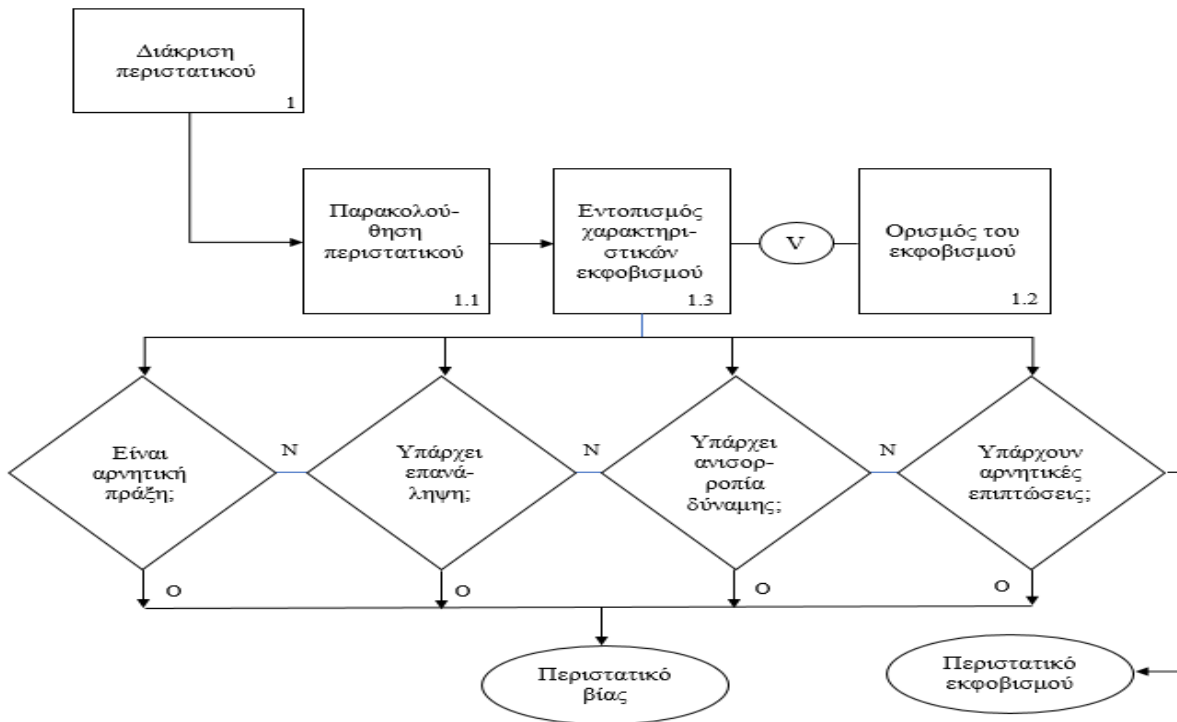 Διάκριση
περιστατικού
1
Παρακολού-
θηση
περιστατικού
1.1
Εντοπισμός
χαρακτηρι-
στικών
εκφοβισμού
1.3
V
Ορισμός του
εκφοβισμού
1.2
Είναι
αρνητική
πράξη;
N
Υπάρχει
επανά-
ληψη;
N
Υπάρχει
ανισορ-
ροπία
δύναμης;
N
Υπάρχουν
αρνητικές
επιπτώσεις;
O
O
O
O
Περιστατικό
βίας
Περιστατικό
εκφοβισμού